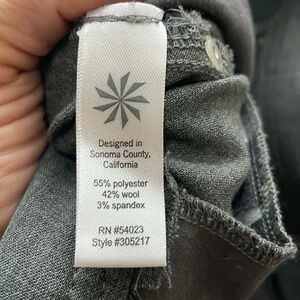 Designed in
Sonoma County,
California
55% polyester
42% wool
3% spandex
RN #54023
Style #305217